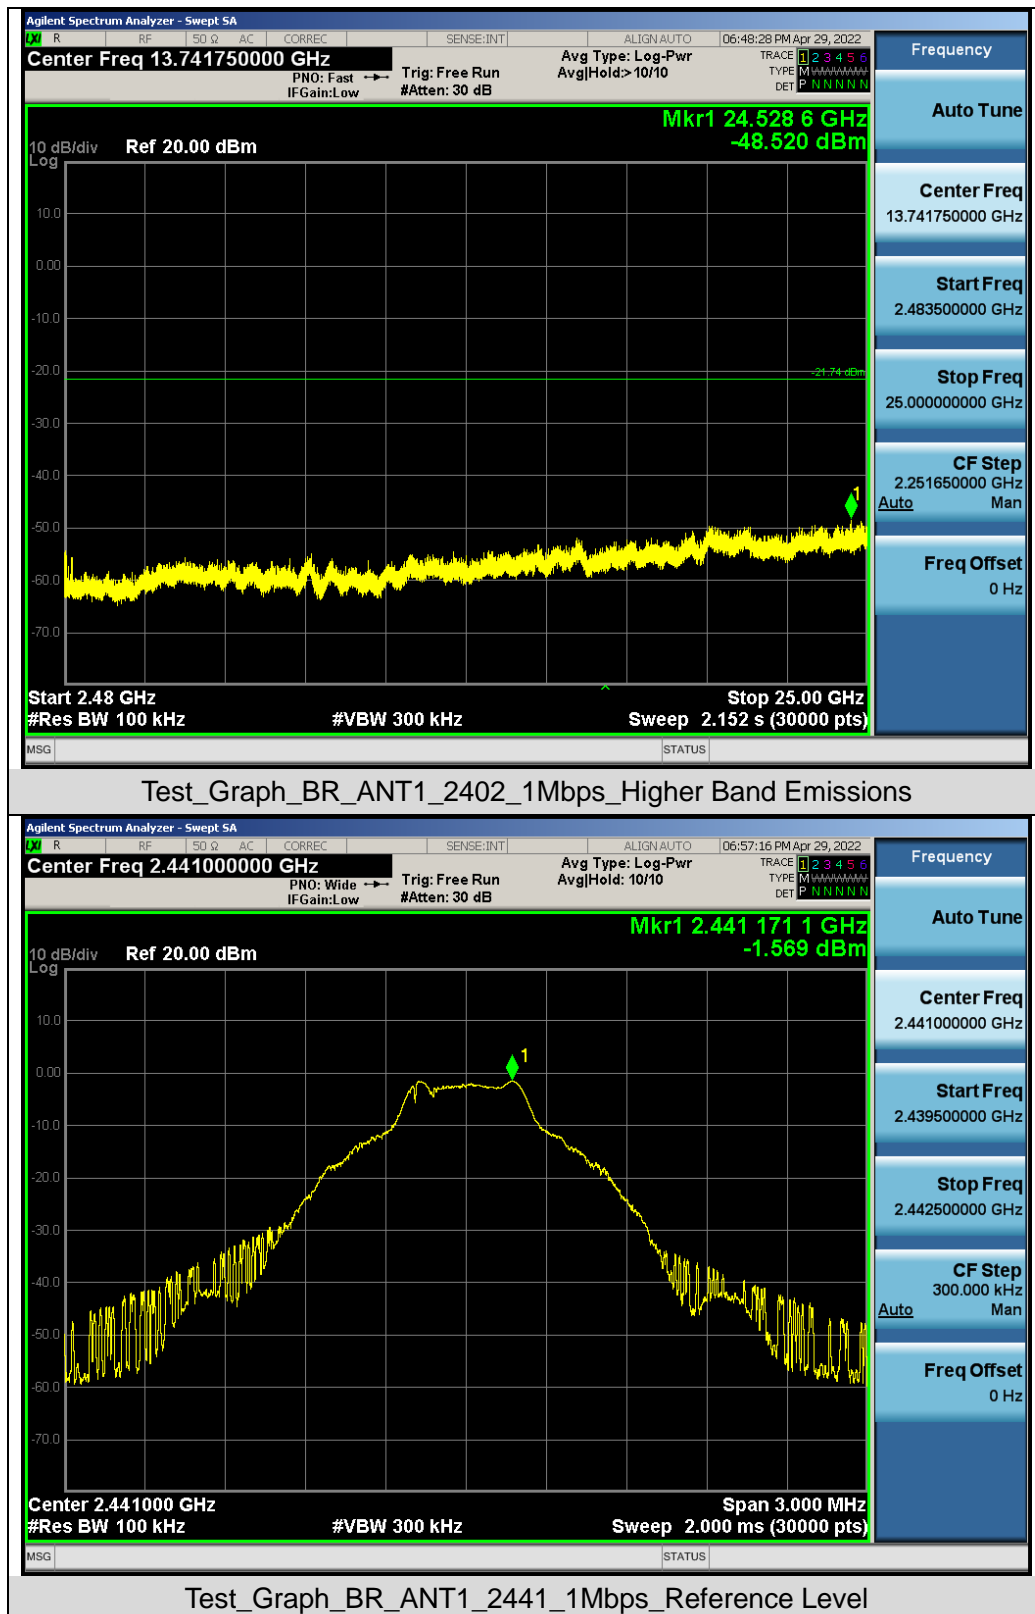 Agilent Spectrum Analyzer - Swept SA
LXI R RF 50 Ω AC CORREC SENSE:INT ALIGN AUTO 06:48:28 PM Apr 29, 2022
Center Freq 13.741750000 GHz
PNO: Fast
IFGain:Low
Trig: Free Run
#Atten: 30 dB
Avg Type: Log-Pwr
Avg|Hold:>10/10
TRACE 1 2 3 4 5 6
TYPE M
DET P N N N N N
Frequency
Auto Tune
Center Freq
13.741750000 GHz
Start Freq
2.483500000 GHz
Stop Freq
25.000000000 GHz
CF Step
2.251650000 GHz
Auto Man
Freq Offset
0 Hz
Mkr1 24.528 6 GHz
-48.520 dBm
10 dB/div Ref 20.00 dBm
Log
10.0
0.00
-10.0
-20.0
-21.74 dBm
-30.0
-40.0
1
-50.0
-60.0
-70.0
Start 2.48 GHz Stop 25.00 GHz
#Res BW 100 kHz #VBW 300 kHz Sweep 2.152 s (30000 pts)
MSG STATUS
Test_Graph_BR_ANT1_2402_1Mbps_Higher Band Emissions
Agilent Spectrum Analyzer - Swept SA
LXI R RF 50 Ω AC CORREC SENSE:INT ALIGN AUTO 06:57:16 PM Apr 29, 2022
Center Freq 2.441000000 GHz
PNO: Wide
IFGain:Low
Trig: Free Run
#Atten: 30 dB
Avg Type: Log-Pwr
Avg|Hold: 10/10
TRACE 1 2 3 4 5 6
TYPE M
DET P N N N N N
Frequency
Auto Tune
Center Freq
2.441000000 GHz
Start Freq
2.439500000 GHz
Stop Freq
2.442500000 GHz
CF Step
300.000 kHz
Auto Man
Freq Offset
0 Hz
Mkr1 2.441 171 1 GHz
-1.569 dBm
10 dB/div Ref 20.00 dBm
Log
10.0
1
0.00
-10.0
-20.0
-30.0
-40.0
-50.0
-60.0
-70.0
Center 2.441000 GHz Span 3.000 MHz
#Res BW 100 kHz #VBW 300 kHz Sweep 2.000 ms (30000 pts)
MSG STATUS
Test_Graph_BR_ANT1_2441_1Mbps_Reference Level